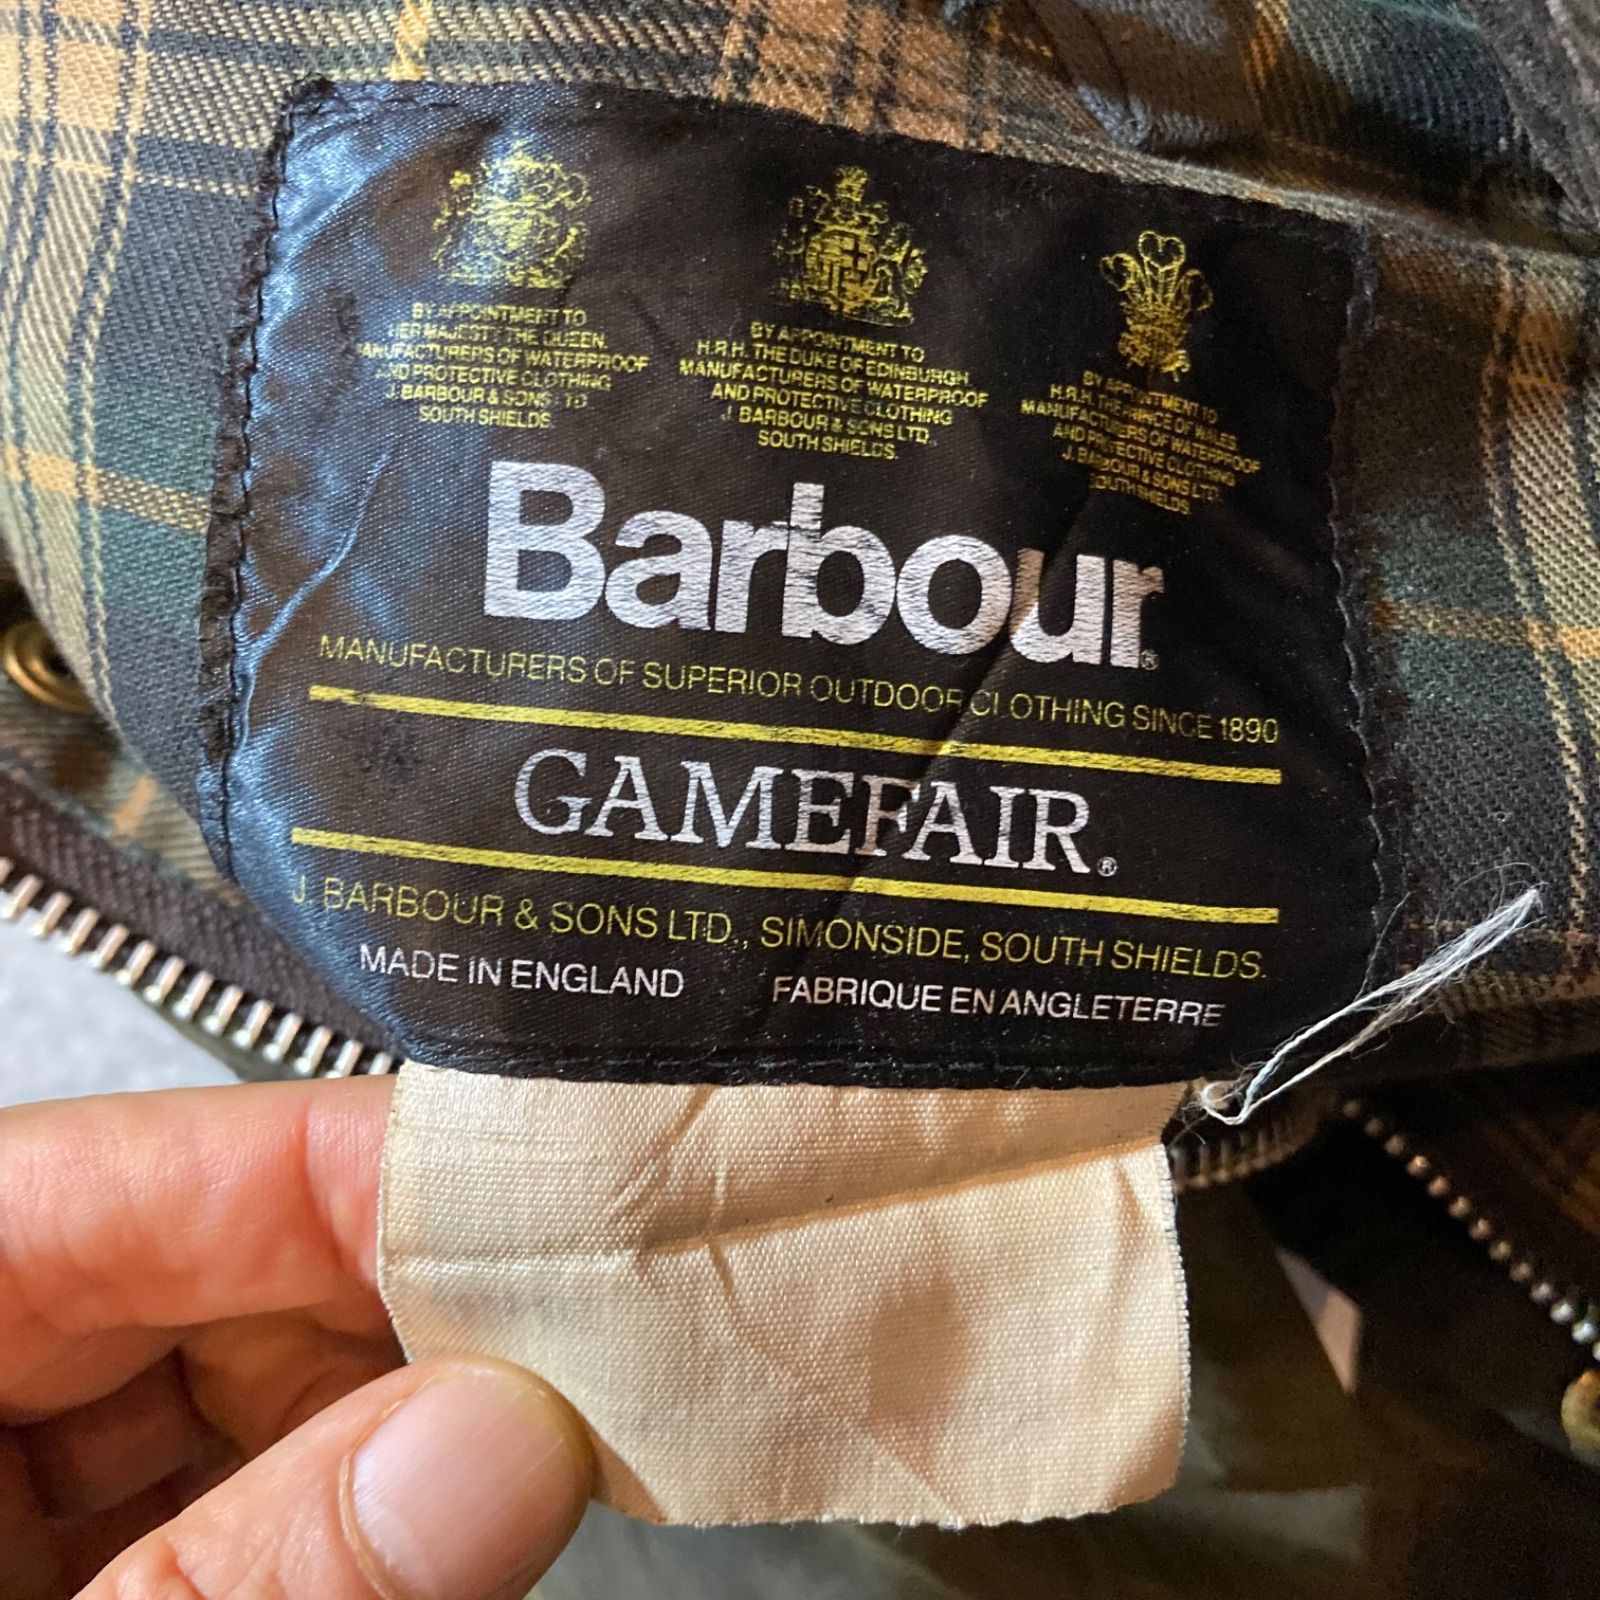 BY APPOINTMENT TO
HER MAJESTY THE QUEEN.
MANUFACTURERS OF WATERPROOF
AND PROTECTIVE CLOTHING
J. BARBOUR & SONS LTD
SOUTH SHIELDS.
BY APPOINTMENT TO
H.R.H. THE DUKE OF EDINBURGH
MANUFACTURERS OF WATERPROOF
AND PROTECTIVE CLOTHING
J. BARBOUR & SONS LTD.
SOUTH SHIELDS.
BY APPOINTMENT TO
H.R.H. THE PRINCE OF WALES
MANUFACTURERS OF WATERPROOF
AND PROTECTIVE CLOTHING
J. BARBOUR & SONS LTD.
SOUTH SHIELDS
Barbour®
MANUFACTURERS OF SUPERIOR OUTDOOR CLOTHING SINCE 1890
GAMEFAIR®
J. BARBOUR & SONS LTD., SIMONSIDE, SOUTH SHIELDS.
MADE IN ENGLAND FABRIQUE EN ANGLETERRE